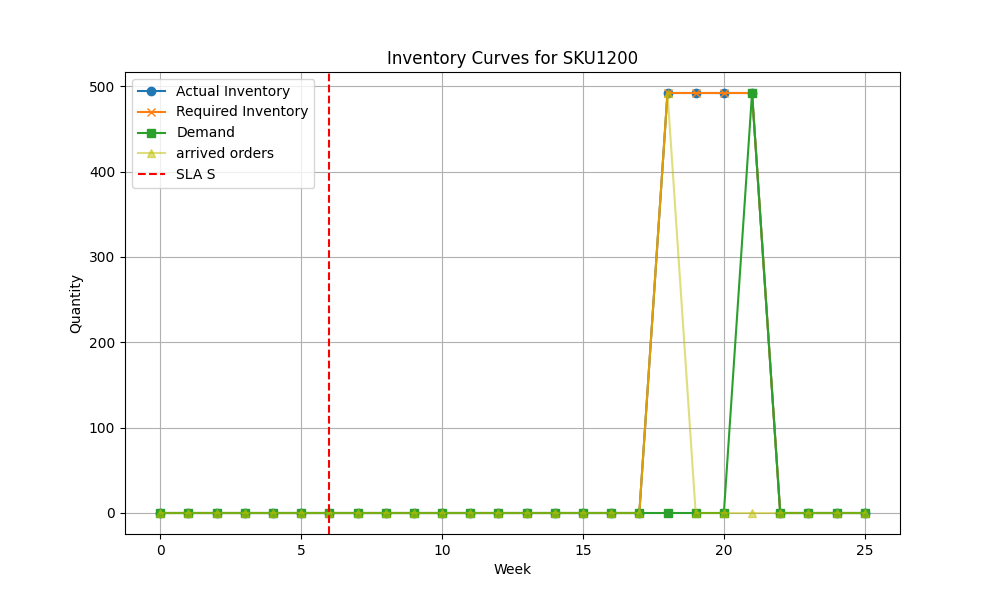 Inventory Curves for SKU1200
Actual Inventory
Required Inventory
Demand
arrived orders
SLA S
Quantity
500
400
300
200
100
0
0 5 10 15 20 25
Week